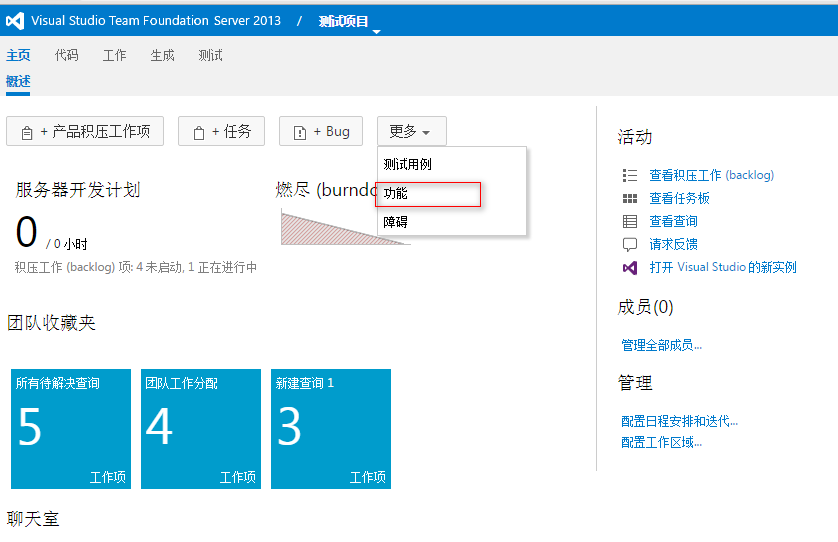 Visual Studio Team Foundation Server 2013 / 测试项目
主页 代码 工作 生成 测试
概述
+ 产品积压工作项 + 任务 + Bug 更多
测试用例
功能
障碍
服务器开发计划
0 / 0 小时
积压工作 (backlog) 项: 4 未启动, 1 正在进行中
燃尽 (burndo
团队收藏夹
所有待解决查询
5
工作项
团队工作分配
4
工作项
新建查询 1
3
工作项
聊天室
活动
查看积压工作 (backlog)
查看任务板
查看查询
请求反馈
打开 Visual Studio 的新实例
成员(0)
管理全部成员...
管理
配置日程安排和迭代...
配置工作区域...